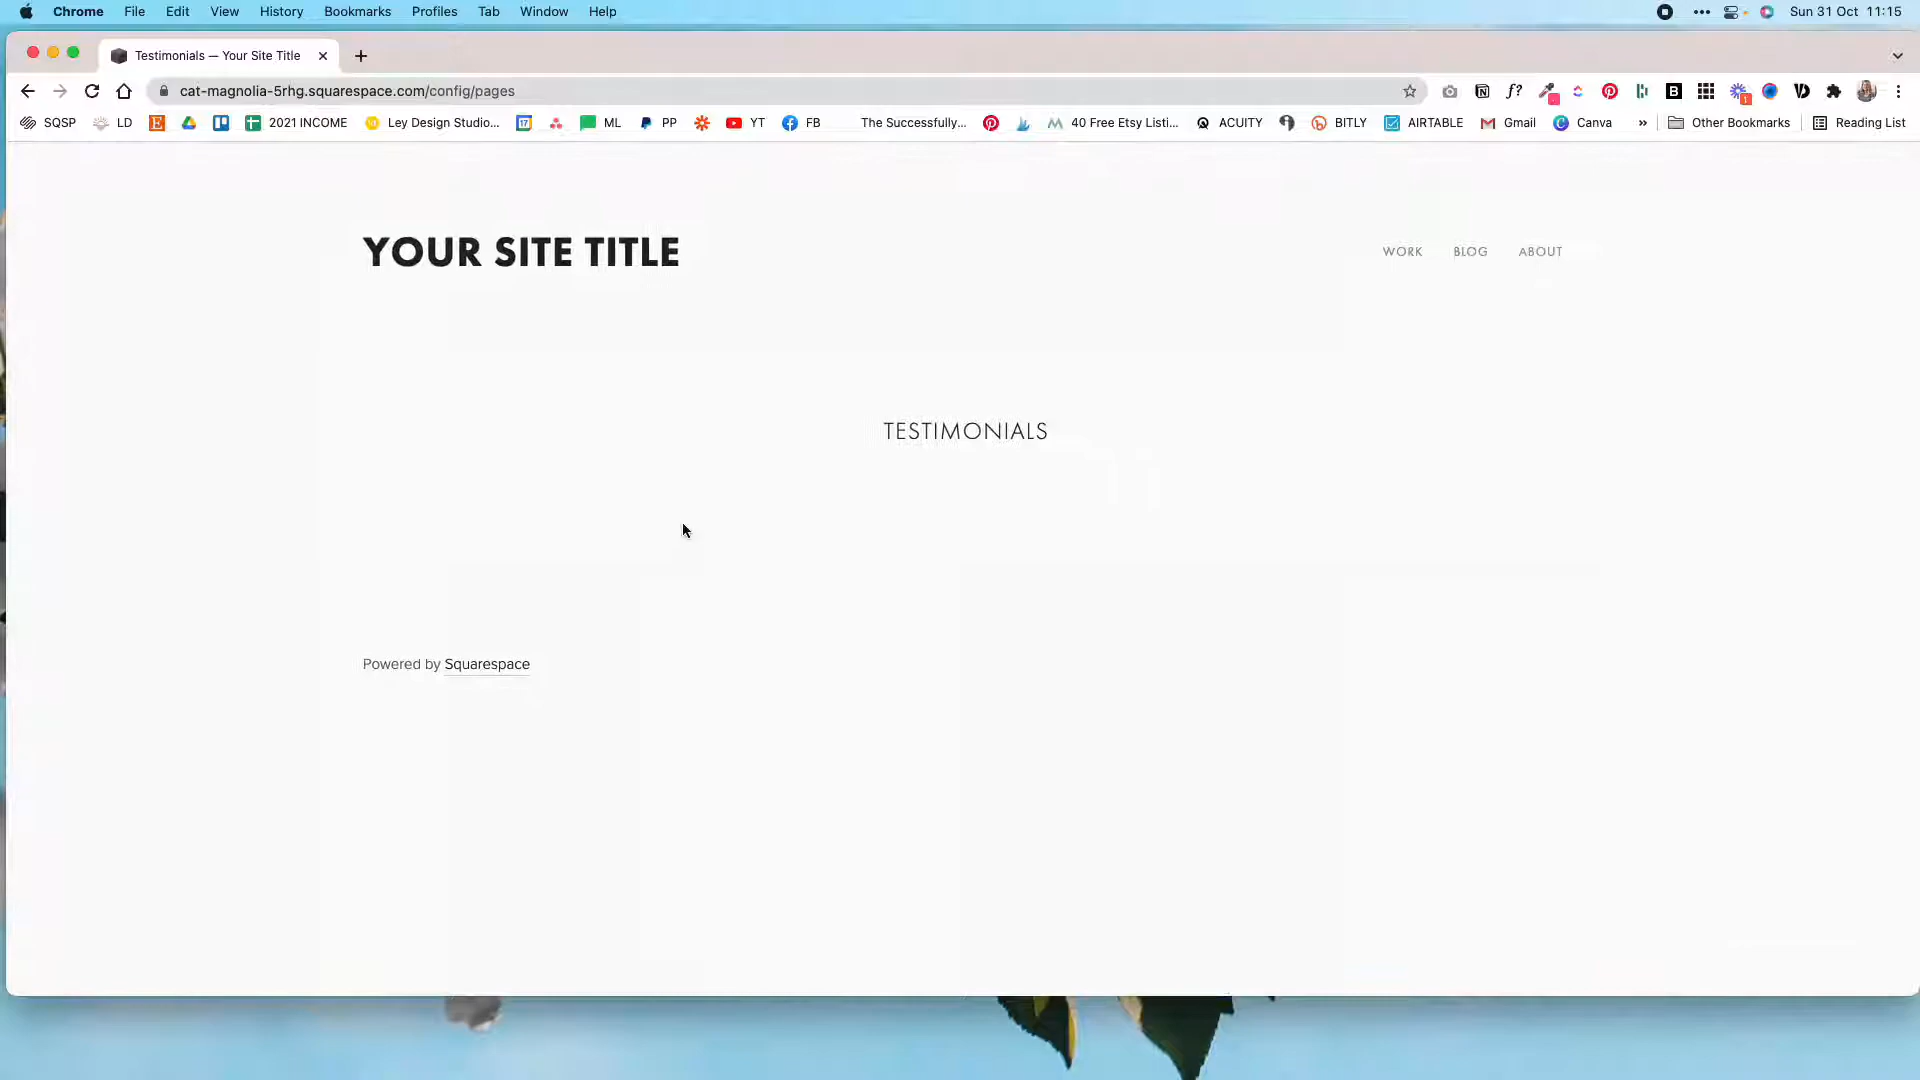 Chrome File Edit View History Bookmarks Profiles Tab Window Help Sun 31 Oct 11:15
Testimonials — Your Site Title
cat-magnolia-5rhg.squarespace.com/config/pages
SQSP LD 2021 INCOME Ley Design Studio... 17 ML PP YT FB The Successfully... 40 Free Etsy Listi... ACUITY BITLY AIRTABLE Gmail Canva » Other Bookmarks Reading List
YOUR SITE TITLE
WORK BLOG ABOUT
TESTIMONIALS
Powered by Squarespace